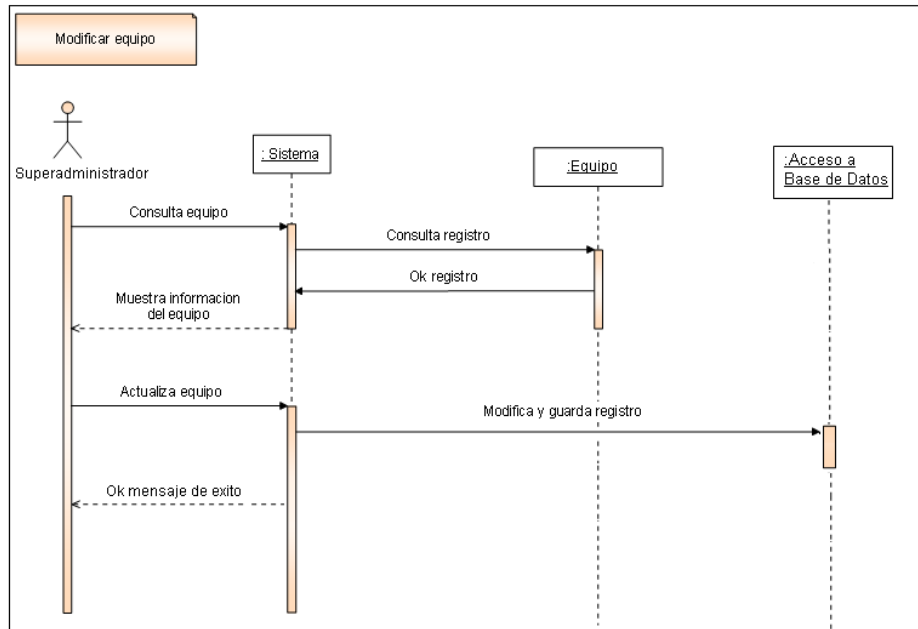 Modificar equipo
Superadministrador
: Sistema
:Equipo
:Acceso a
Base de Datos
Consulta equipo
Consulta registro
Ok registro
Muestra informacion
del equipo
Actualiza equipo
Modifica y guarda registro
Ok mensaje de exito